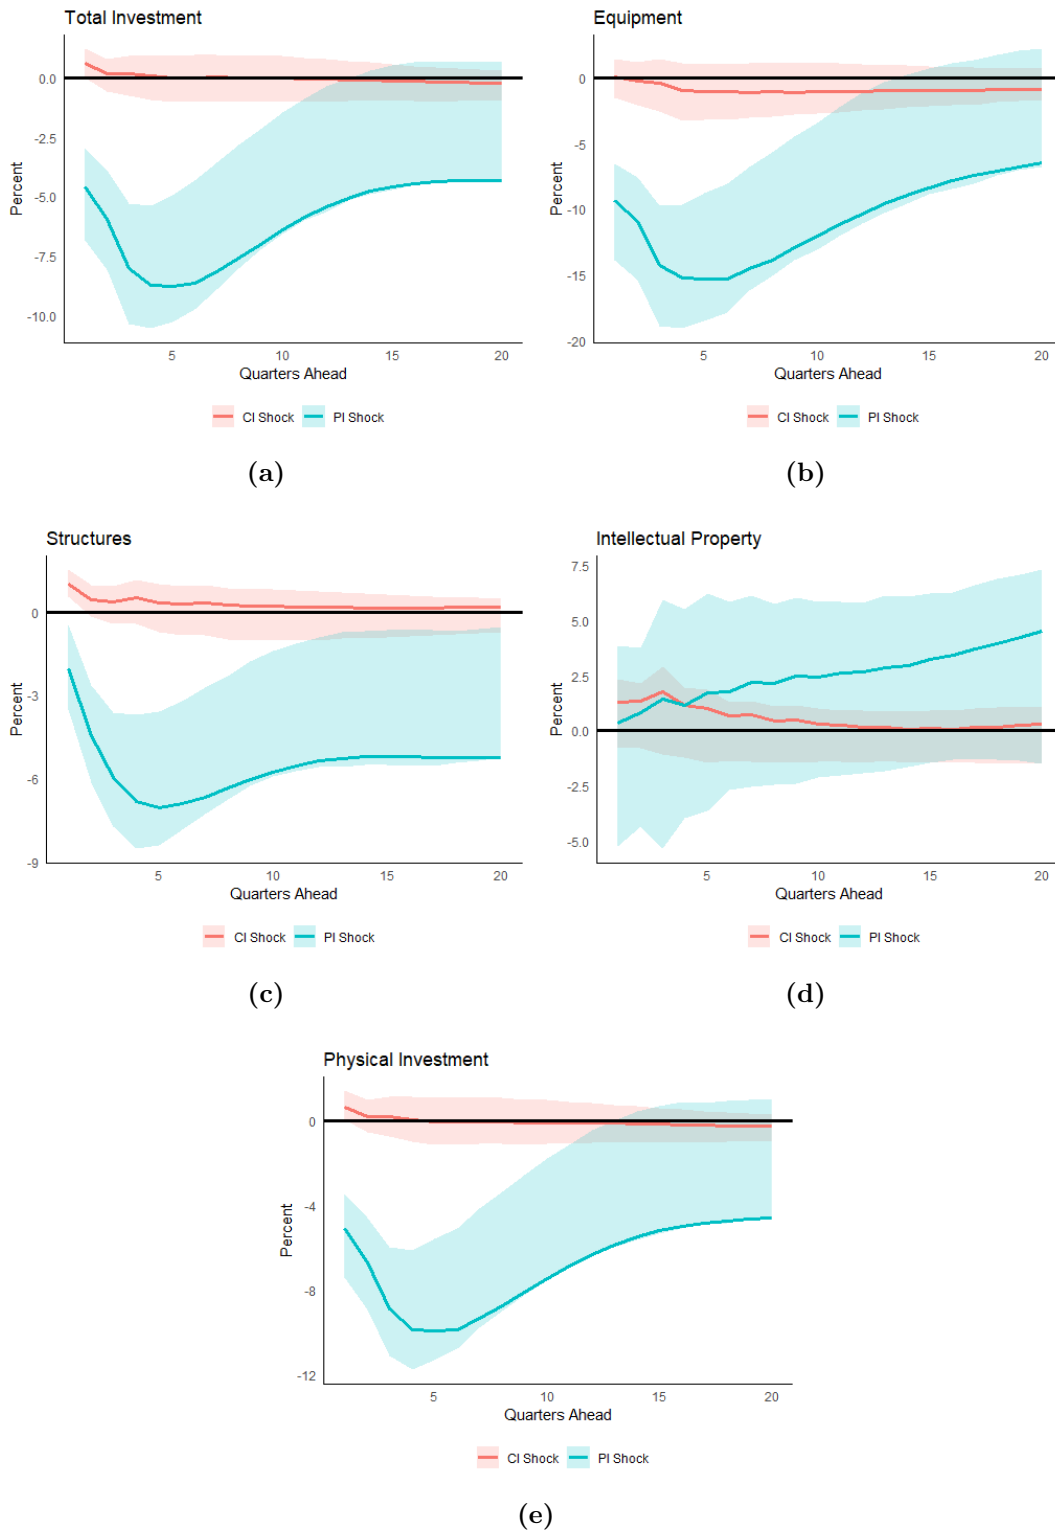 Total Investment
Percent
0.0
-2.5
-5.0
-7.5
-10.0
5 10 15 20
Quarters Ahead
CI Shock PI Shock
(a)
Equipment
Percent
0
-5
-10
-15
-20
5 10 15 20
Quarters Ahead
CI Shock PI Shock
(b)
Structures
Percent
0
-3
-6
-9
5 10 15 20
Quarters Ahead
CI Shock PI Shock
(c)
Intellectual Property
Percent
7.5
5.0
2.5
0.0
-2.5
-5.0
5 10 15 20
Quarters Ahead
CI Shock PI Shock
(d)
Physical Investment
Percent
0
-4
-8
-12
5 10 15 20
Quarters Ahead
CI Shock PI Shock
(e)